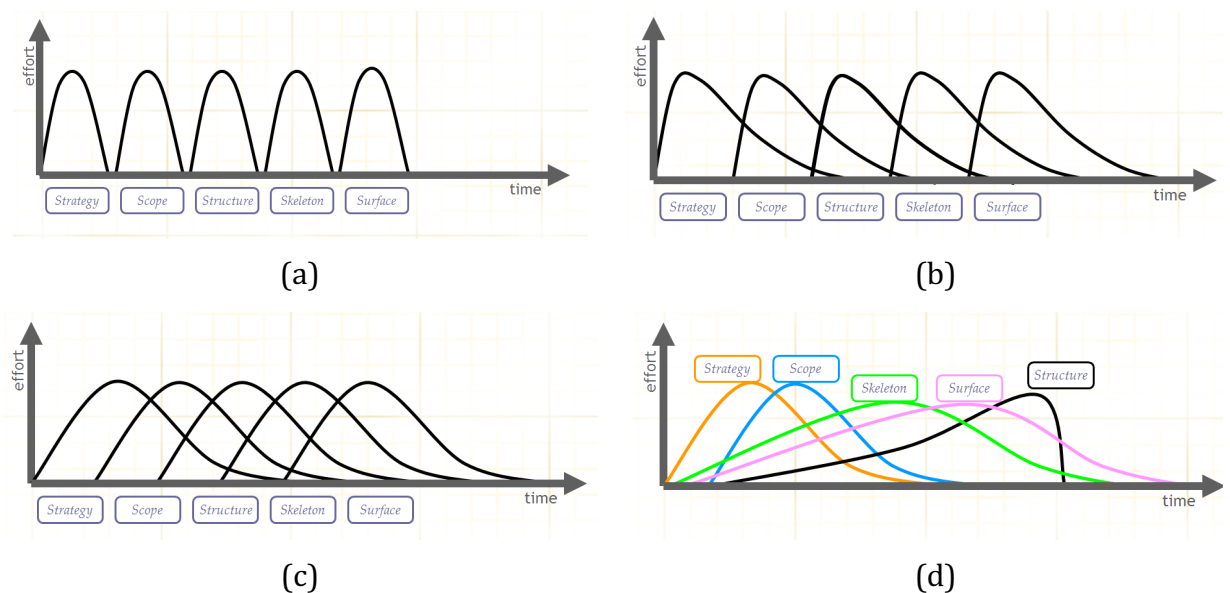 effort
time
Strategy
Scope
Structure
Skeleton
Surface
(a)
effort
time
Strategy
Scope
Structure
Skeleton
Surface
(b)
effort
time
Strategy
Scope
Structure
Skeleton
Surface
(c)
effort
Strategy
Scope
Skeleton
Surface
Structure
time
(d)